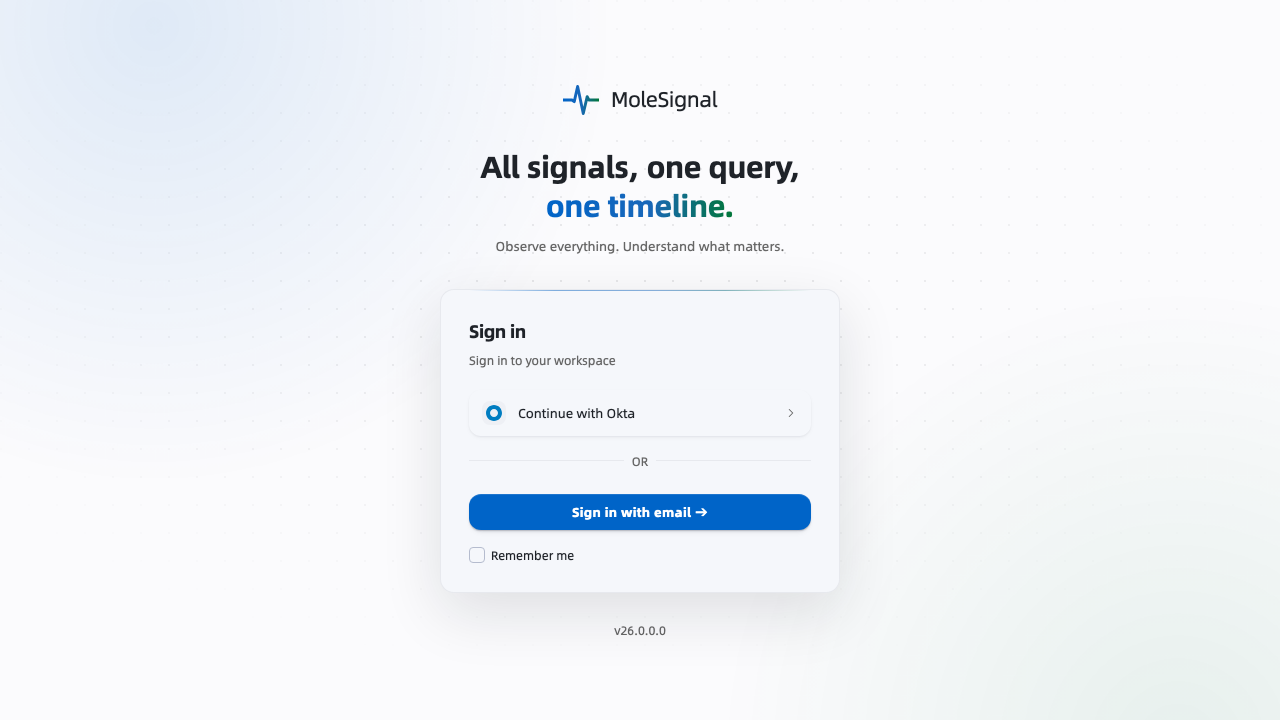 MoleSignal
All signals, one query,
one timeline.
Observe everything. Understand what matters.
Sign in
Sign in to your workspace
Continue with Okta
OR
Sign in with email →
Remember me
v26.0.0.0